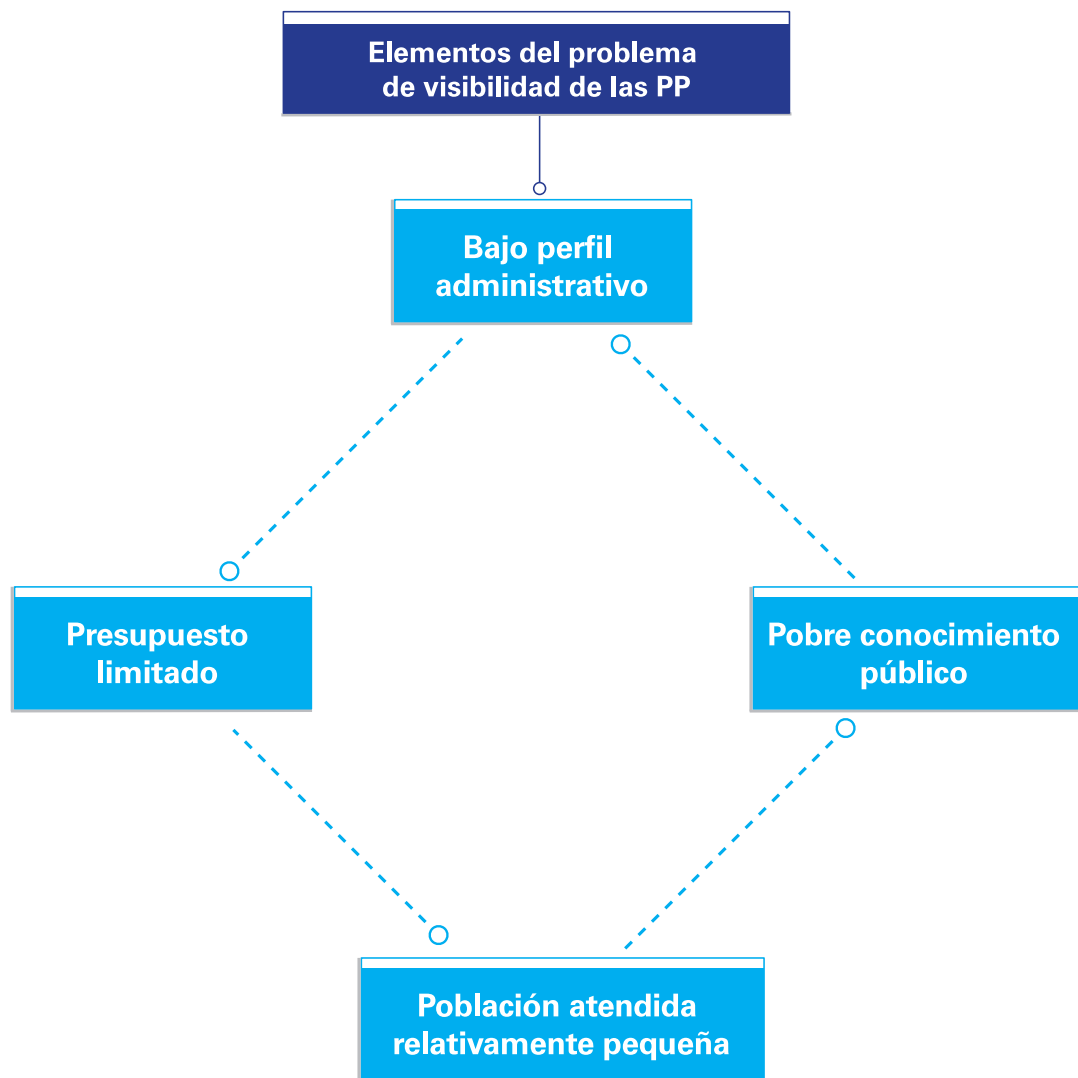 Elementos del problema
de visibilidad de las PP
Bajo perfil
administrativo
Presupuesto
limitado
Pobre conocimiento
público
Población atendida
relativamente pequeña